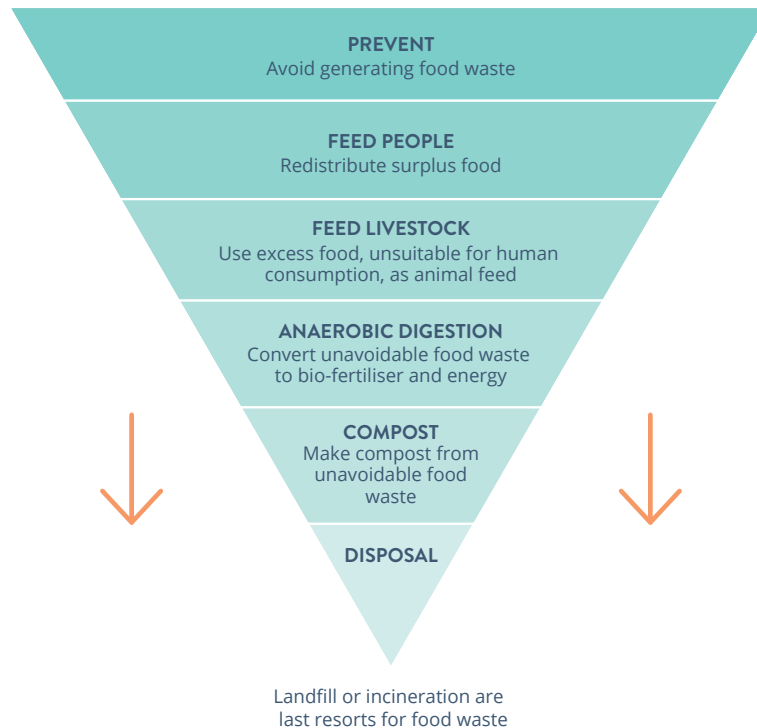 PREVENT
Avoid generating food waste
FEED PEOPLE
Redistribute surplus food
FEED LIVESTOCK
Use excess food, unsuitable for human
consumption, as animal feed
ANAEROBIC DIGESTION
Convert unavoidable food waste
to bio-fertiliser and energy
COMPOST
Make compost from
unavoidable food
waste
DISPOSAL
Landfill or incineration are
last resorts for food waste